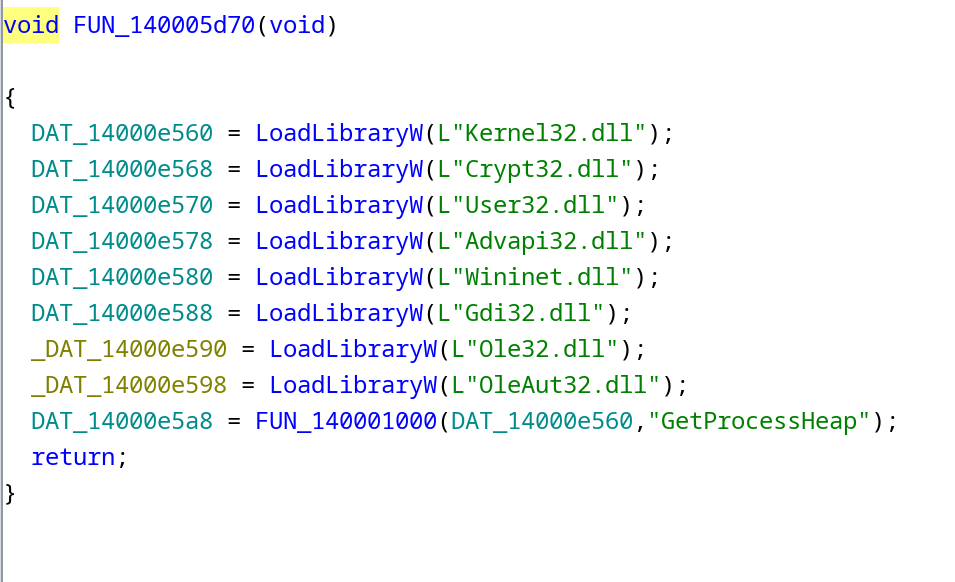 void FUN_140005d70(void)
{
DAT_14000e560 = LoadLibraryW(L"Kernel32.dll");
DAT_14000e568 = LoadLibraryW(L"Crypt32.dll");
DAT_14000e570 = LoadLibraryW(L"User32.dll");
DAT_14000e578 = LoadLibraryW(L"Advapi32.dll");
DAT_14000e580 = LoadLibraryW(L"Wininet.dll");
DAT_14000e588 = LoadLibraryW(L"Gdi32.dll");
_DAT_14000e590 = LoadLibraryW(L"Ole32.dll");
_DAT_14000e598 = LoadLibraryW(L"OleAut32.dll");
DAT_14000e5a8 = FUN_140001000(DAT_14000e560,"GetProcessHeap");
return;
}